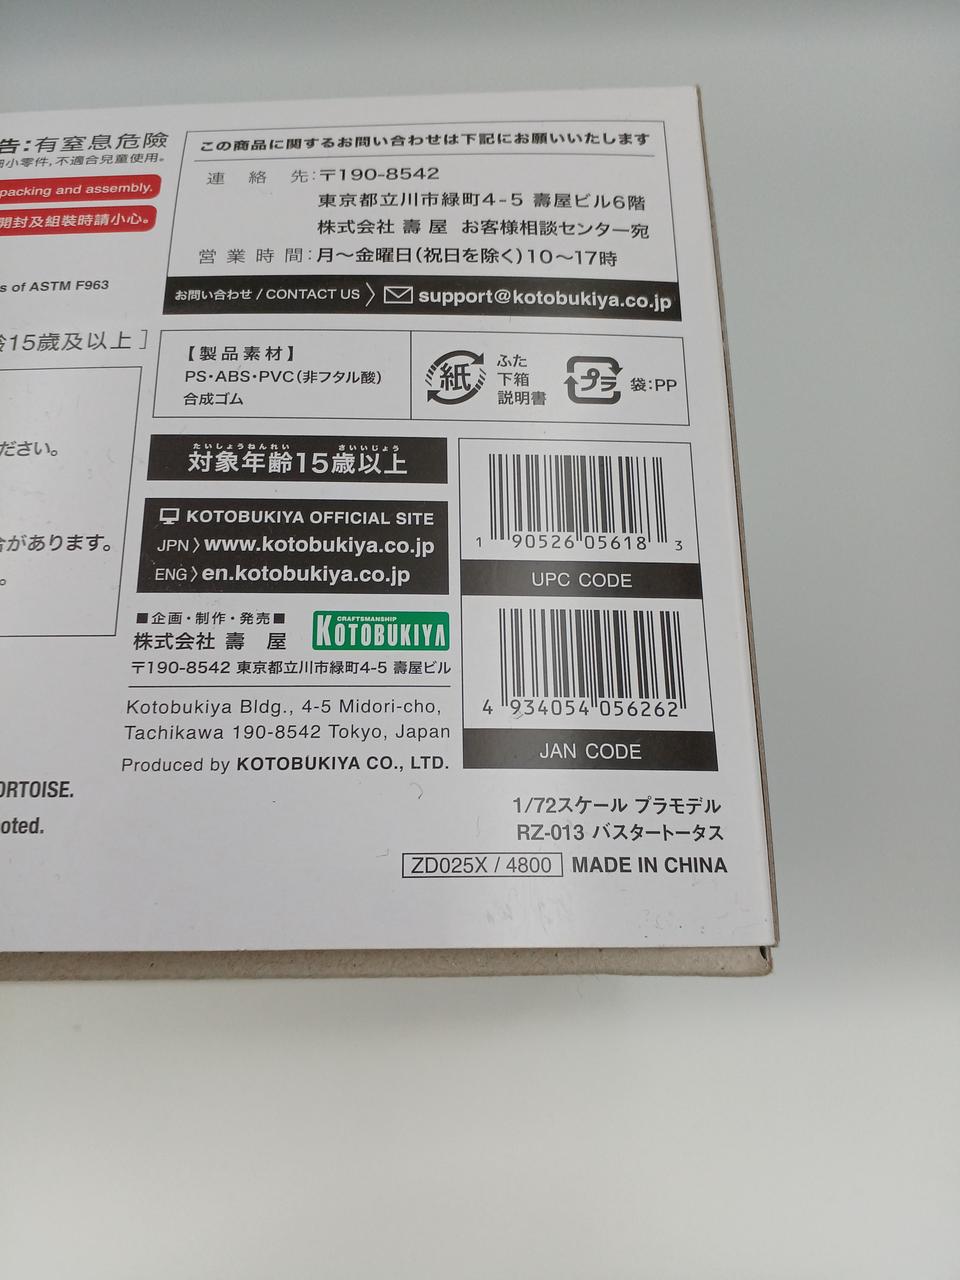 告:有窒息危險
小零件,不適合兒童使用。
packing and assembly.
開封及組裝時請小心。
s of ASTM F963
齡15歲及以上]
ださい。
合があります。
。
ORTOISE.
oted.
この商品に関するお問い合わせは下記にお願いいたします
連絡先:〒190-8542
東京都立川市緑町4-5 壽屋ビル6階
株式会社 壽屋 お客様相談センター宛
営業時間:月~金曜日(祝日を除く)10~17時
お問い合わせ / CONTACT US 〉 support@kotobukiya.co.jp
【製品素材】
PS・ABS・PVC(非フタル酸)
合成ゴム
紙
ふた
下箱
説明書
プラ
袋:PP
たいしょうねんれい さいいじょう
対象年齢15歳以上
KOTOBUKIYA OFFICIAL SITE
JPN〉www.kotobukiya.co.jp
ENG〉en.kotobukiya.co.jp
■企画・制作・発売■
株式会社 壽 屋
CRAFTSMANSHIP
KOTOBUKIYA
〒190-8542 東京都立川市緑町4-5 壽屋ビル
Kotobukiya Bldg., 4-5 Midori-cho,
Tachikawa 190-8542 Tokyo, Japan
Produced by KOTOBUKIYA CO., LTD.
1 90526 05618 3
UPC CODE
4 934054 056262
JAN CODE
1/72スケール プラモデル
RZ-013 バスタートータス
ZD025X / 4800 MADE IN CHINA